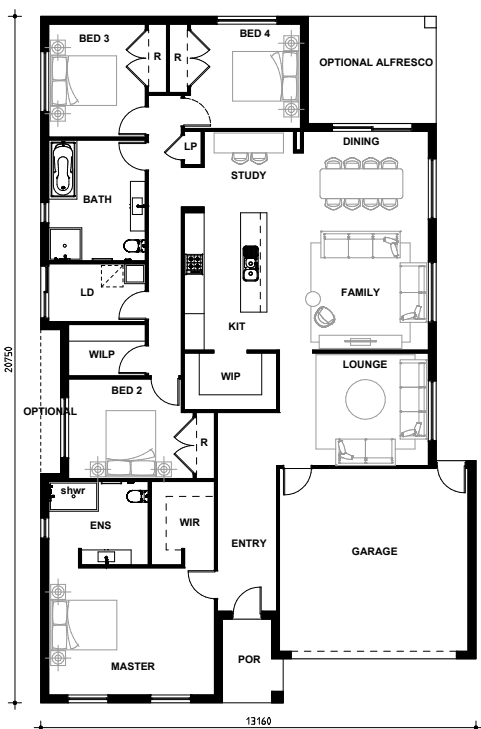 BED 3
R
R
BED 4
OPTIONAL ALFRESCO
LP
STUDY
DINING
BATH
LD
KIT
FAMILY
WILP
WIP
LOUNGE
BED 2
OPTIONAL
R
shwr
ENS
WIR
ENTRY
GARAGE
MASTER
POR
20750
13160